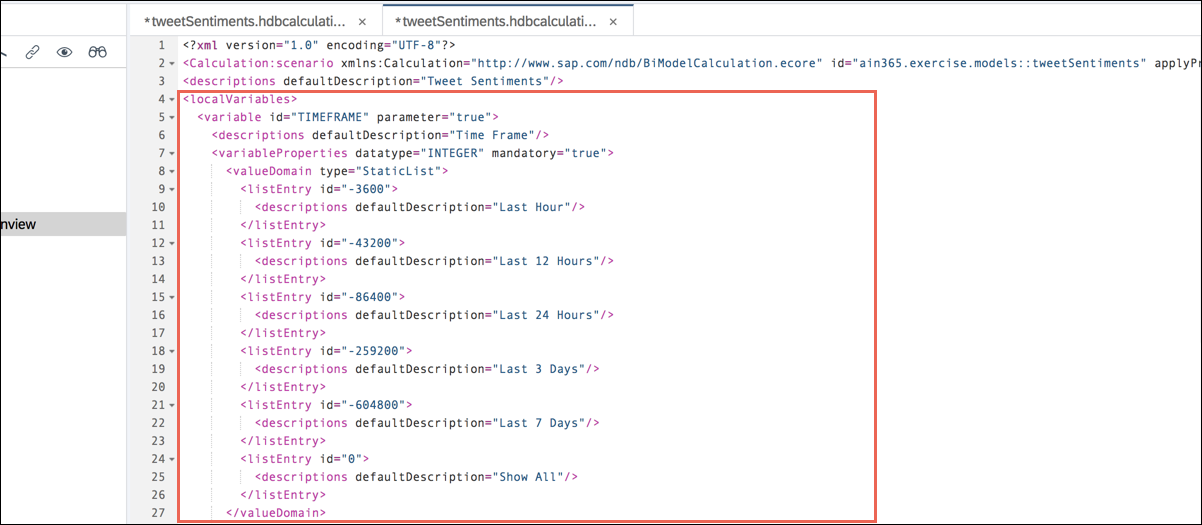 *tweetSentiments.hdbcalculati... × *tweetSentiments.hdbcalculati... ×
nview
1 <?xml version="1.0" encoding="UTF-8"?>
2 <Calculation:scenario xmlns:Calculation="http://www.sap.com/ndb/BiModelCalculation.ecore" id="ain365.exercise.models::tweetSentiments" applyPr
3 <descriptions defaultDescription="Tweet Sentiments"/>
4 <localVariables>
5 <variable id="TIMEFRAME" parameter="true">
6 <descriptions defaultDescription="Time Frame"/>
7 <variableProperties datatype="INTEGER" mandatory="true">
8 <valueDomain type="StaticList">
9 <listEntry id="-3600">
10 <descriptions defaultDescription="Last Hour"/>
11 </listEntry>
12 <listEntry id="-43200">
13 <descriptions defaultDescription="Last 12 Hours"/>
14 </listEntry>
15 <listEntry id="-86400">
16 <descriptions defaultDescription="Last 24 Hours"/>
17 </listEntry>
18 <listEntry id="-259200">
19 <descriptions defaultDescription="Last 3 Days"/>
20 </listEntry>
21 <listEntry id="-604800">
22 <descriptions defaultDescription="Last 7 Days"/>
23 </listEntry>
24 <listEntry id="0">
25 <descriptions defaultDescription="Show All"/>
26 </listEntry>
27 </valueDomain>